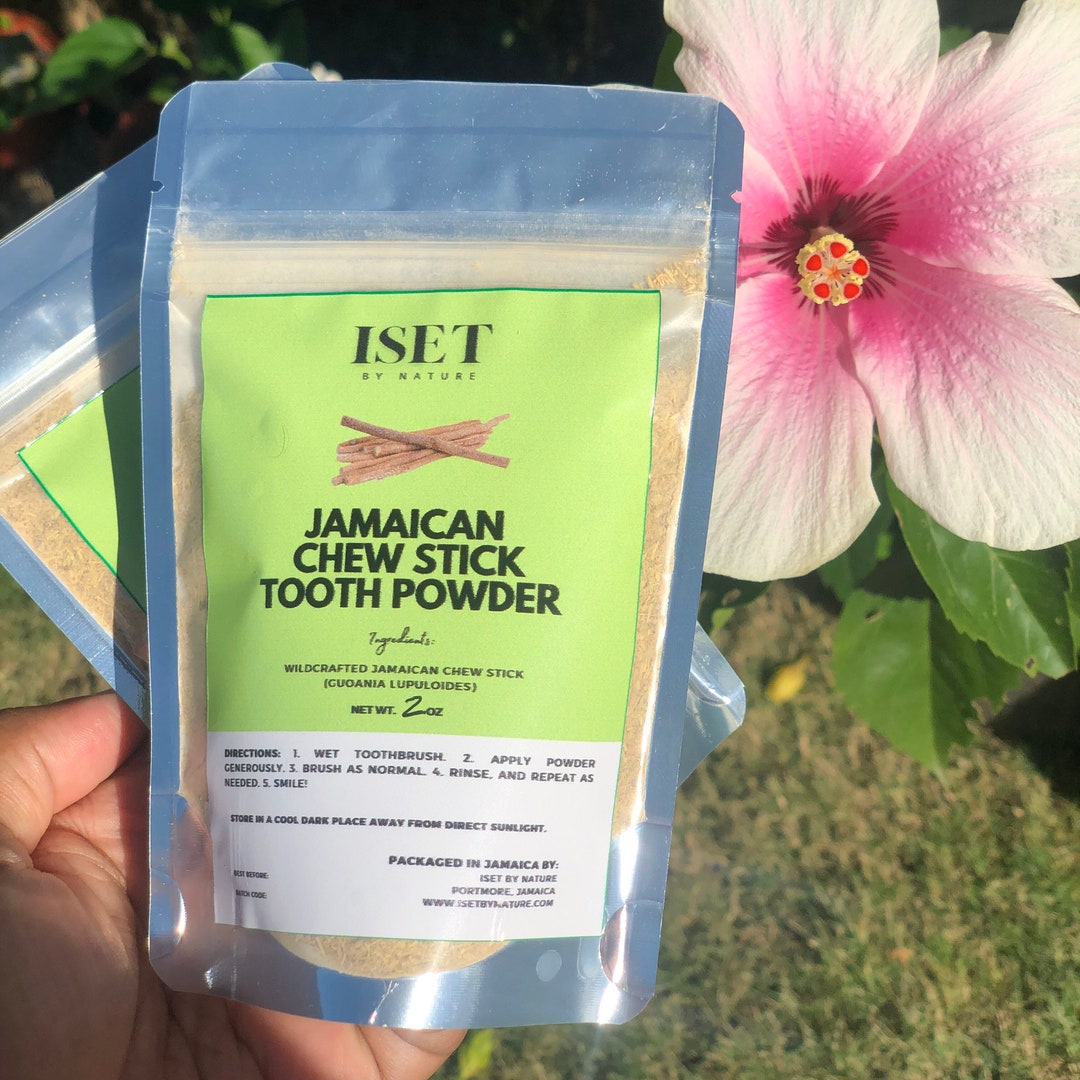 ISET
BY NATURE
JAMAICAN
CHEW STICK
TOOTH POWDER
Ingredients:
WILDCRAFTED JAMAICAN CHEW STICK
(GUOANIA LUPULOIDES)
NET WT. 2 OZ
DIRECTIONS: 1. WET TOOTHBRUSH. 2. APPLY POWDER
GENEROUSLY. 3. BRUSH AS NORMAL. 4. RINSE, AND REPEAT AS
NEEDED. 5. SMILE!
STORE IN A COOL DARK PLACE AWAY FROM DIRECT SUNLIGHT.
PACKAGED IN JAMAICA BY:
ISET BY NATURE
PORTMORE, JAMAICA
WWW.ISETBYNATURE.COM
BEST BEFORE:
BATCH CODE: